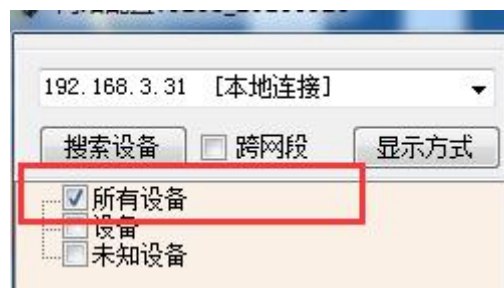 192.168.3.31 [本地连接]
搜索设备 跨网段 显示方式
所有设备
设备
未知设备